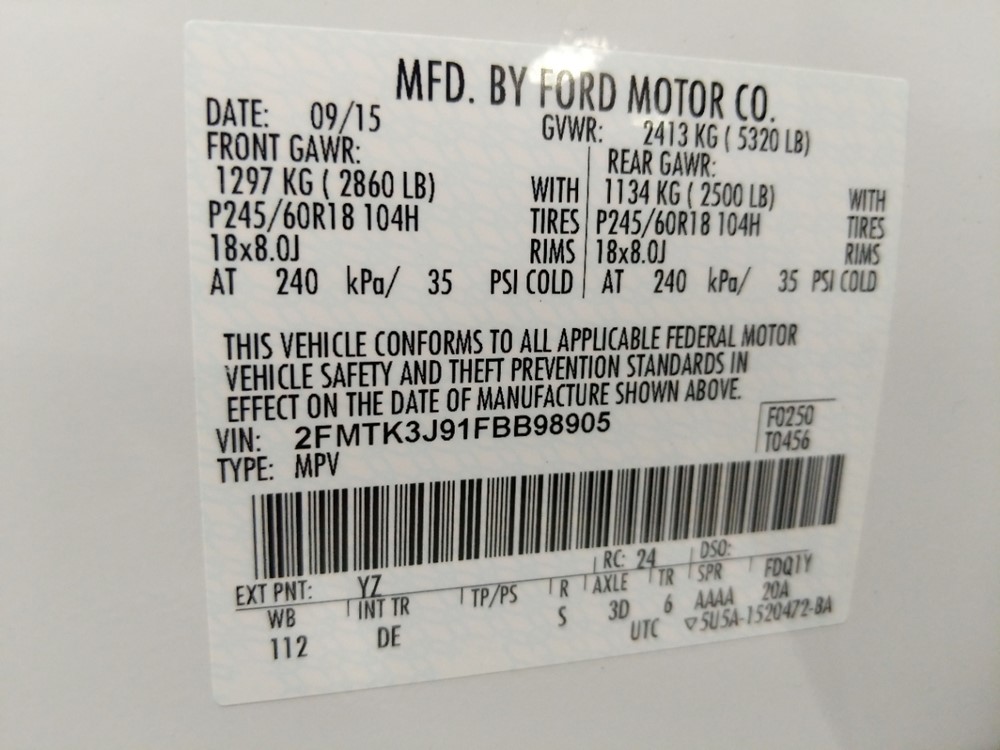 MFD. BY FORD MOTOR CO.
DATE: 09/15 GVWR: 2413 KG ( 5320 LB)
FRONT GAWR: REAR GAWR:
1297 KG ( 2860 LB) WITH 1134 KG ( 2500 LB) WITH
P245/60R18 104H TIRES P245/60R18 104H TIRES
18x8.0J RIMS 18x8.0J RIMS
AT 240 kPa/ 35 PSI COLD AT 240 kPa/ 35 PSI COLD
THIS VEHICLE CONFORMS TO ALL APPLICABLE FEDERAL MOTOR
VEHICLE SAFETY AND THEFT PREVENTION STANDARDS IN
EFFECT ON THE DATE OF MANUFACTURE SHOWN ABOVE.
VIN: 2FMTK3J91FBB98905 F0250
TYPE: MPV T0456
EXT PNT: YZ RC: 24 DSO:
WB INT TR TP/PS R AXLE TR SPR FDQ1Y
112 DE S 3D 6 AAAA 20A
UTC ▽5U5A-1520472-BA